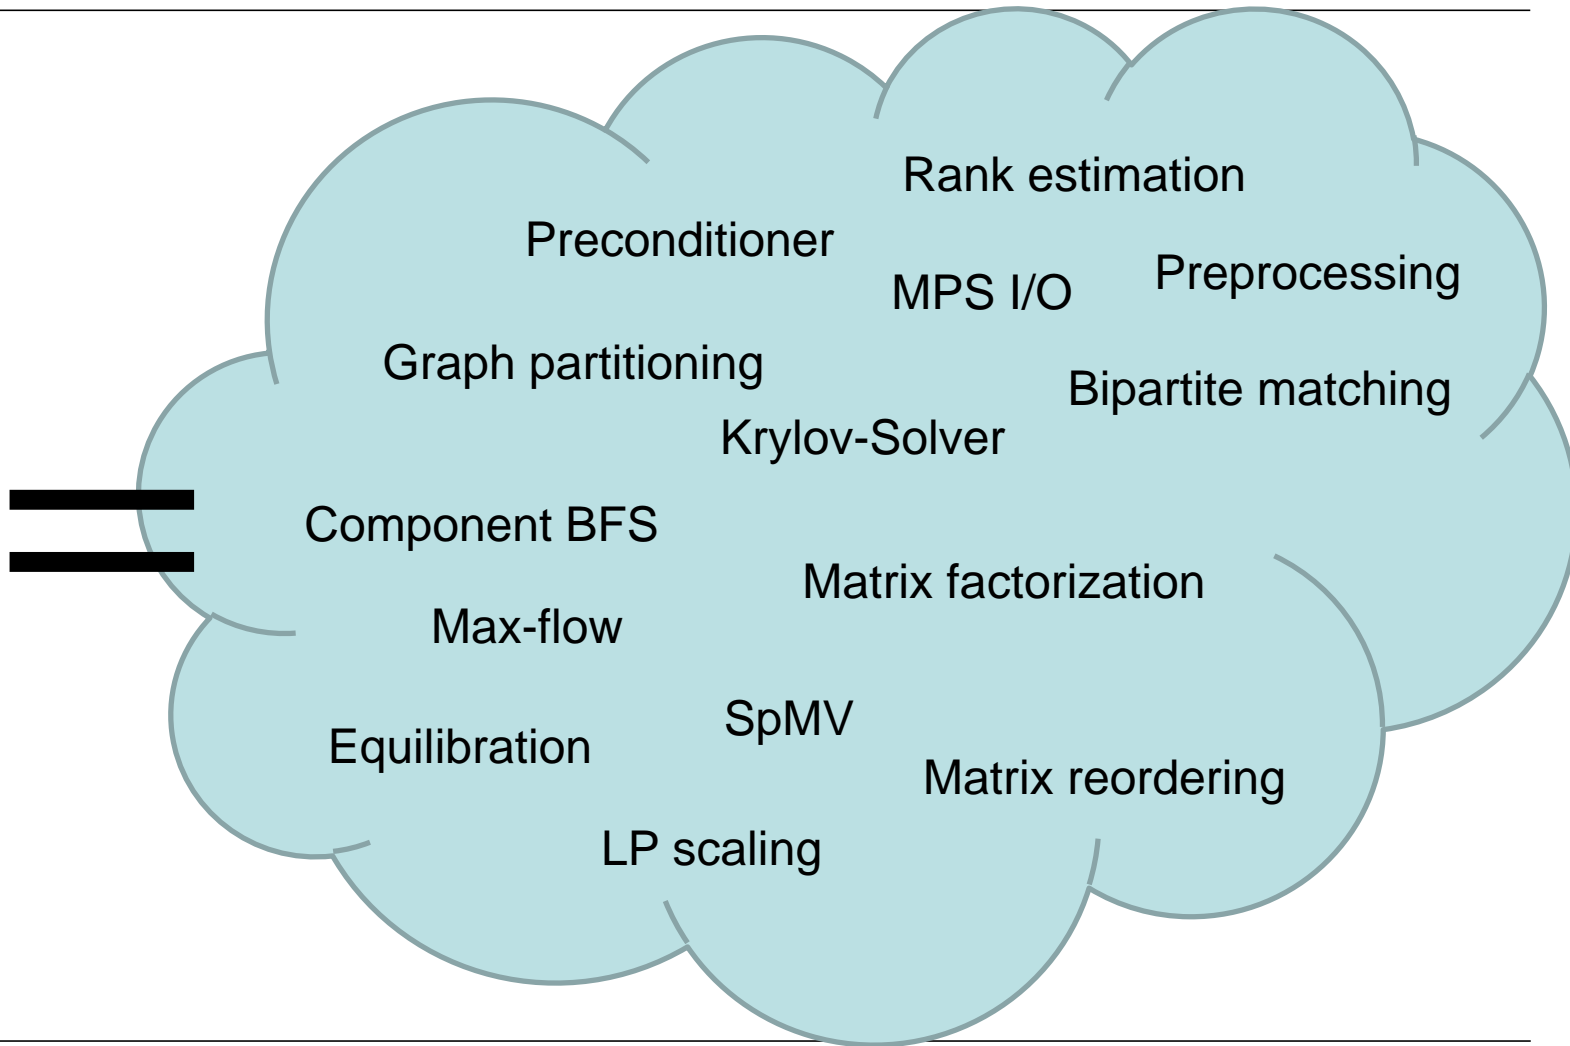 Rank estimation
Preconditioner
Preprocessing
MPS I/O
Graph partitioning
Bipartite matching
Krylov-Solver
Component BFS
Matrix factorization
Max-flow
SpMV
Equilibration
Matrix reordering
LP scaling